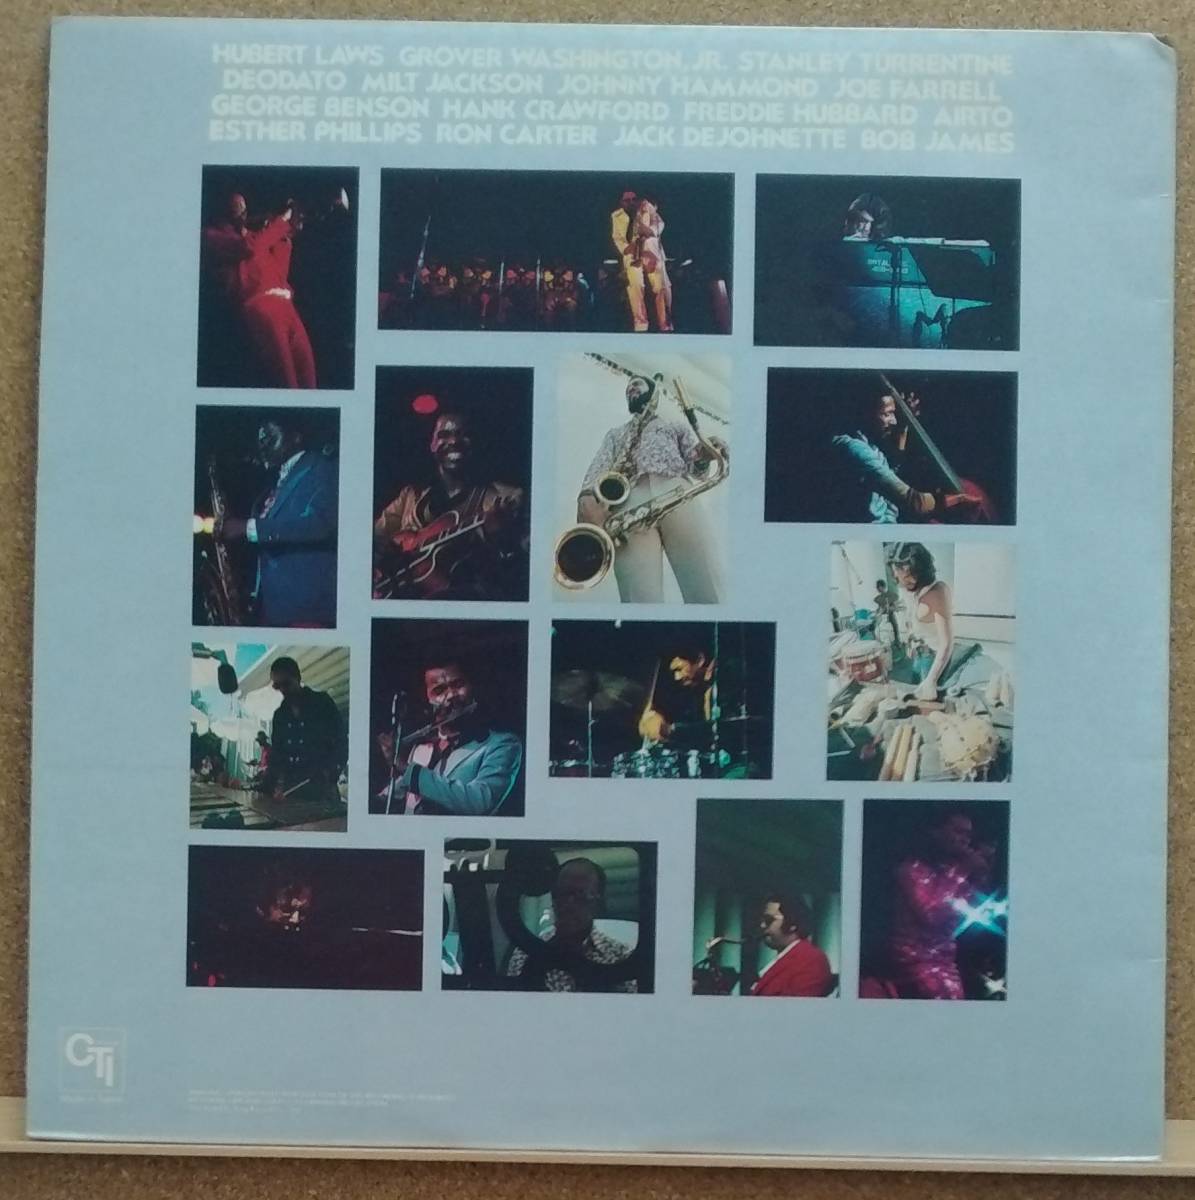 HUBERT LAWS GROVER WASHINGTON, JR. STANLEY TURRENTINE
DEODATO MILT JACKSON JOHNNY HAMMOND JOE FARRELL
GEORGE BENSON HANK CRAWFORD FREDDIE HUBBARD AIRTO
ESTHER PHILLIPS RON CARTER JACK DEJOHNETTE BOB JAMES
CTI